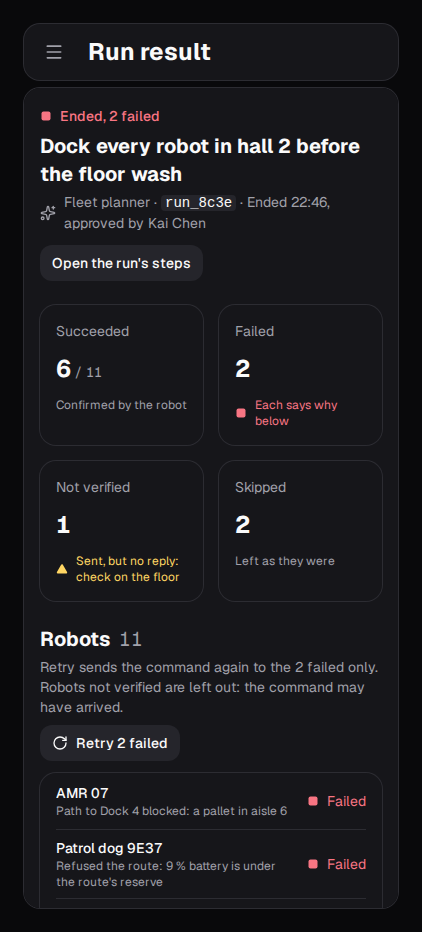 Run result
Ended, 2 failed
Dock every robot in hall 2 before
the floor wash
Fleet planner · run_8c3e · Ended 22:46,
approved by Kai Chen
Open the run's steps
Succeeded
6 / 11
Confirmed by the robot
Failed
2
Each says why
below
Not verified
1
Sent, but no reply:
check on the floor
Skipped
2
Left as they were
Robots 11
Retry sends the command again to the 2 failed only.
Robots not verified are left out: the command may
have arrived.
Retry 2 failed
AMR 07
Path to Dock 4 blocked: a pallet in aisle 6
Failed
Patrol dog 9E37
Refused the route: 9 % battery is under
the route's reserve
Failed